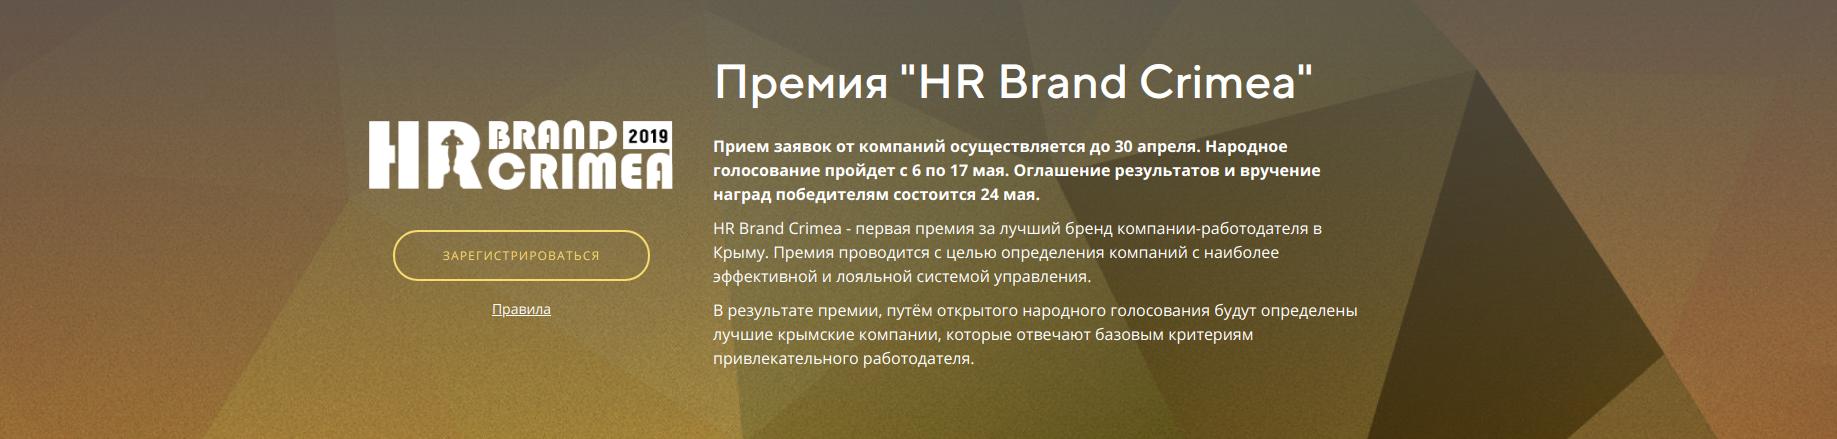 HR BRAND 2019
CRIMEA
ЗАРЕГИСТРИРОВАТЬСЯ
Правила
Премия "HR Brand Crimea"
Прием заявок от компаний осуществляется до 30 апреля. Народное
голосование пройдет с 6 по 17 мая. Оглашение результатов и вручение
наград победителям состоится 24 мая.
HR Brand Crimea - первая премия за лучший бренд компании-работодателя в
Крыму. Премия проводится с целью определения компаний с наиболее
эффективной и лояльной системой управления.
В результате премии, путём открытого народного голосования будут определены
лучшие крымские компании, которые отвечают базовым критериям
привлекательного работодателя.